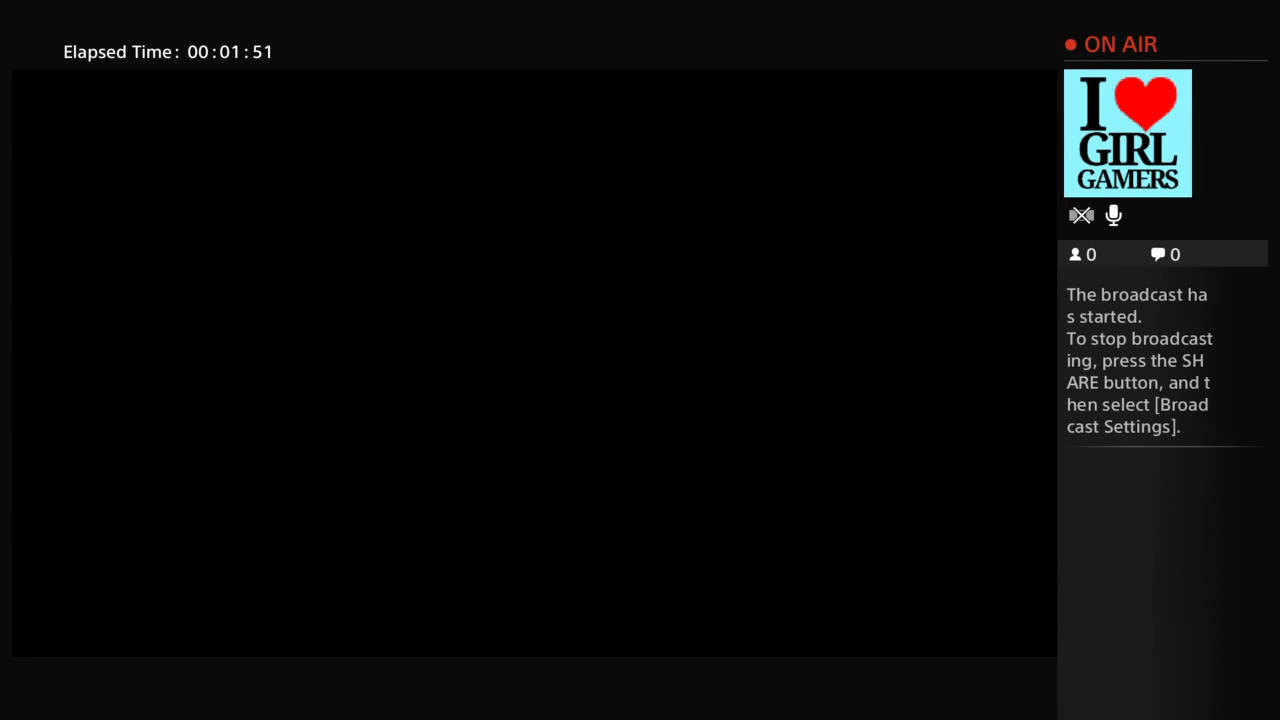 Elapsed Time: 00:01:51
ON AIR
I
GIRL
GAMERS
0 0
The broadcast ha
s started.
To stop broadcast
ing, press the SH
ARE button, and t
hen select [Broad
cast Settings].